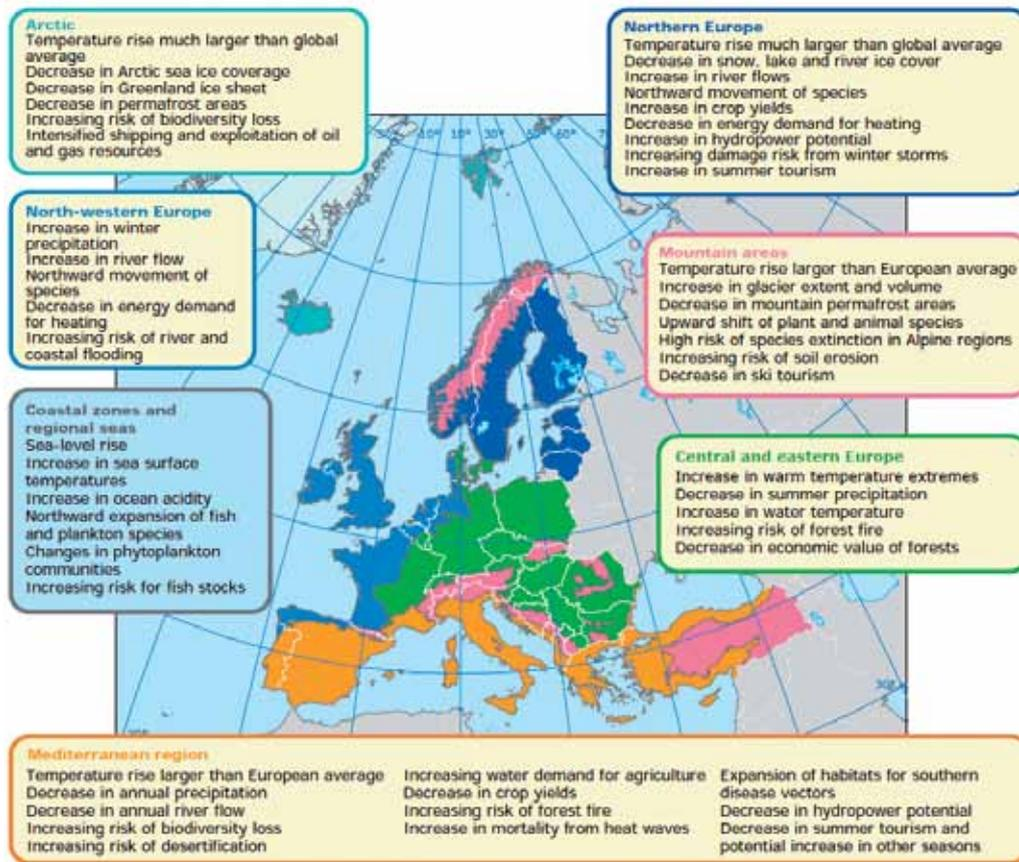 Arctic
Temperature rise much larger than global
average
Decrease in Arctic sea ice coverage
Decrease in Greenland ice sheet
Decrease in permafrost areas
Increasing risk of biodiversity loss
Intensified shipping and exploitation of oil
and gas resources
Northern Europe
Temperature rise much larger than global average
Decrease in snow, lake and river ice cover
Increase in river flows
Northward movement of species
Increase in crop yields
Decrease in energy demand for heating
Increase in hydropower potential
Increasing damage risk from winter storms
Increase in summer tourism
10° 10° 30° 50° 60°
North-western Europe
Increase in winter
precipitation
Increase in river flow
Northward movement of
species
Decrease in energy demand
for heating
Increasing risk of river and
coastal flooding
Mountain areas
Temperature rise larger than European average
Increase in glacier extent and volume
Decrease in mountain permafrost areas
Upward shift of plant and animal species
High risk of species extinction in Alpine regions
Increasing risk of soil erosion
Decrease in ski tourism
Coastal zones and
regional seas
Sea-level rise
Increase in sea surface
temperatures
Increase in ocean acidity
Northward expansion of fish
and plankton species
Changes in phytoplankton
communities
Increasing risk for fish stocks
Central and eastern Europe
Increase in warm temperature extremes
Decrease in summer precipitation
Increase in water temperature
Increasing risk of forest fire
Decrease in economic value of forests
Mediterranean region
Temperature rise larger than European average
Decrease in annual precipitation
Decrease in annual river flow
Increasing risk of biodiversity loss
Increasing risk of desertification
Increasing water demand for agriculture
Decrease in crop yields
Increasing risk of forest fire
Increase in mortality from heat waves
Expansion of habitats for southern
disease vectors
Decrease in hydropower potential
Decrease in summer tourism and
potential increase in other seasons